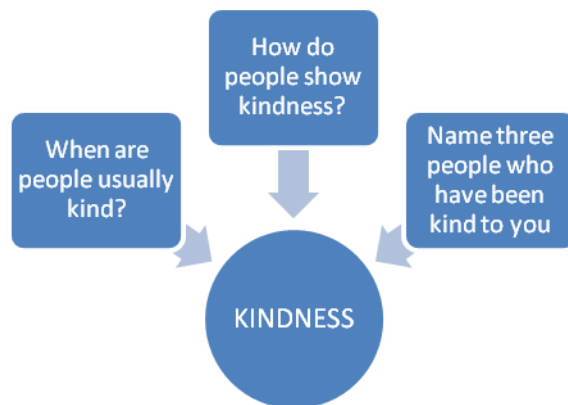 How do
people show
kindness?
When are
people usually
kind?
Name three
people who
have been
kind to you
KINDNESS